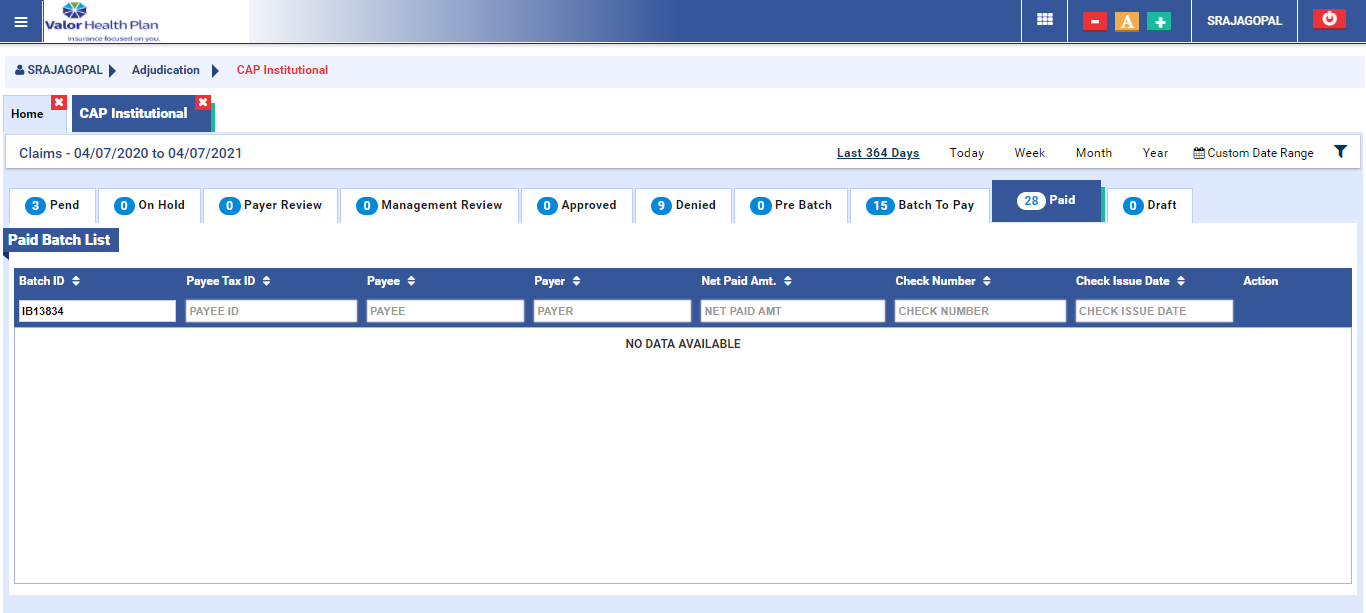 Valor Health Plan
Insurance focused on you.
A
SRAJAGOPAL
SRAJAGOPAL Adjudication CAP Institutional
Home CAP Institutional
Claims - 04/07/2020 to 04/07/2021 Last 364 Days Today Week Month Year Custom Date Range
3 Pend 0 On Hold 0 Payer Review 0 Management Review 0 Approved 9 Denied 0 Pre Batch 15 Batch To Pay 28 Paid 0 Draft
Paid Batch List
Batch ID Payee Tax ID Payee Payer Net Paid Amt. Check Number Check Issue Date Action
IB13834 PAYEE ID PAYEE PAYER NET PAID AMT CHECK NUMBER CHECK ISSUE DATE
NO DATA AVAILABLE